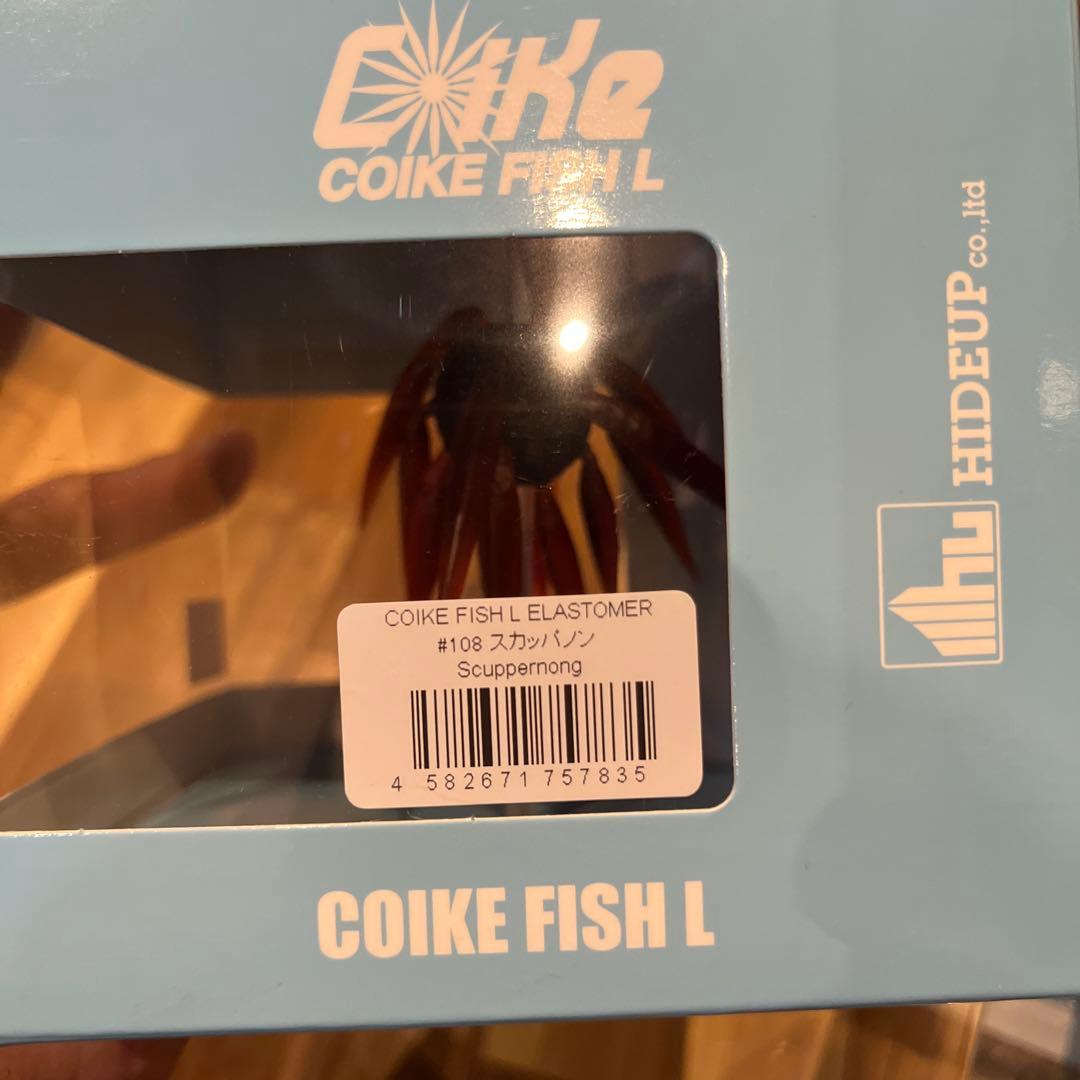 Coike
COIKE FISH L
HIDEUP co.,ltd
hu
COIKE FISH L ELASTOMER
#108 スカッパノン
Scuppernong
4 582671 757835
COIKE FISH L